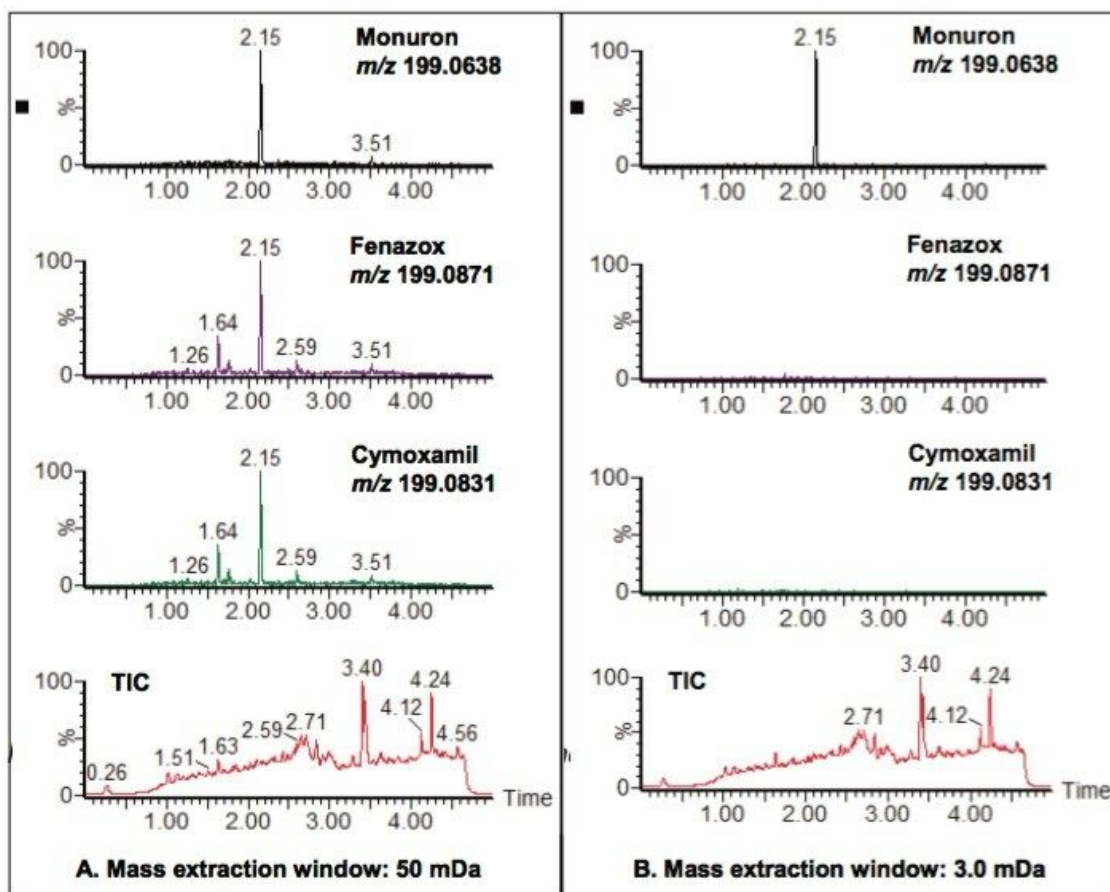 2.15
Monuron
m/z 199.0638
100
%
3.51
0
1.00 2.00 3.00 4.00
2.15
Fenazox
m/z 199.0871
100
%
1.64
1.26
2.59
3.51
0
1.00 2.00 3.00 4.00
2.15
Cymoxamil
m/z 199.0831
100
%
1.64
1.26
2.59
3.51
0
1.00 2.00 3.00 4.00
TIC
3.40
4.24
100
%
4.12
2.59
2.71
4.56
1.51
1.63
0.26
0
Time
1.00 2.00 3.00 4.00
A. Mass extraction window: 50 mDa
2.15
Monuron
m/z 199.0638
100
%
0
1.00 2.00 3.00 4.00
Fenazox
m/z 199.0871
100
%
0
1.00 2.00 3.00 4.00
Cymoxamil
m/z 199.0831
100
%
0
1.00 2.00 3.00 4.00
TIC
3.40
4.24
100
%
4.12
2.71
0
Time
1.00 2.00 3.00 4.00
B. Mass extraction window: 3.0 mDa